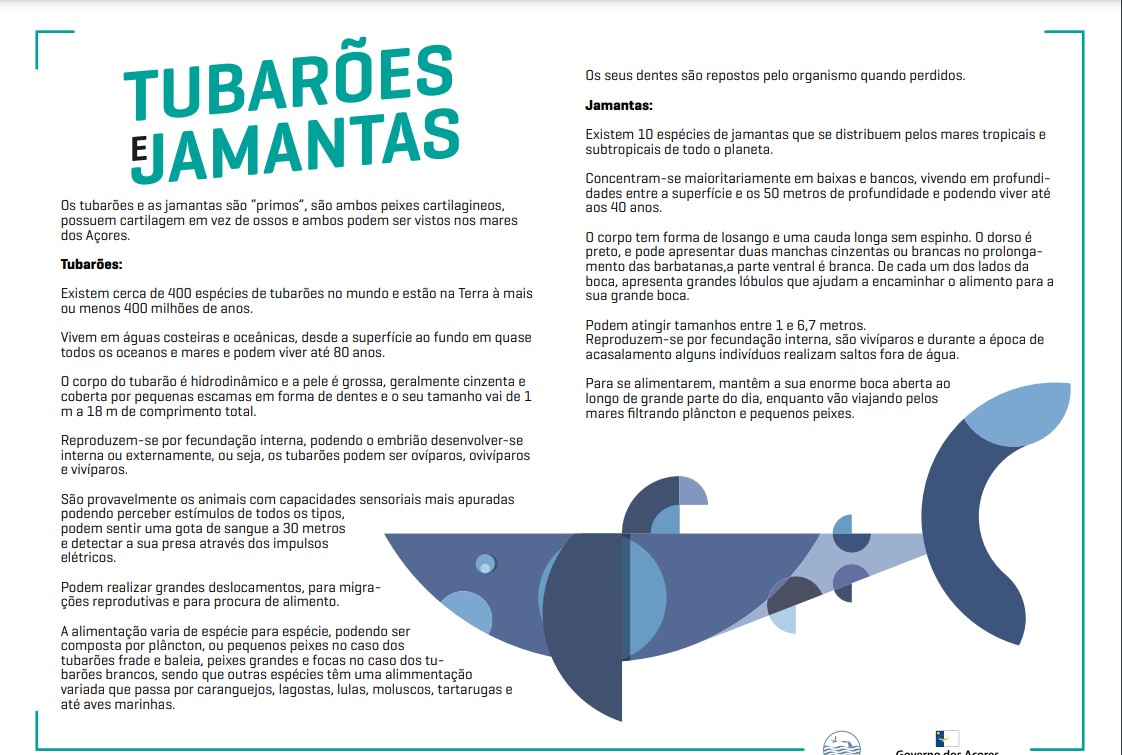 TUBARÕES
E JAMANTAS
Os tubarões e as jamantas são “primos”, são ambos peixes cartilagineos,
possuem cartilagem em vez de ossos e ambos podem ser vistos nos mares
dos Açores.
Tubarões:
Existem cerca de 400 espécies de tubarões no mundo e estão na Terra à mais
ou menos 400 milhões de anos.
Vivem em águas costeiras e oceânicas, desde a superfície ao fundo em quase
todos os oceanos e mares e podem viver até 80 anos.
O corpo do tubarão é hidrodinâmico e a pele é grossa, geralmente cinzenta e
coberta por pequenas escamas em forma de dentes e o seu tamanho vai de 1
m a 18 m de comprimento total.
Reproduzem-se por fecundação interna, podendo o embrião desenvolver-se
interna ou externamente, ou seja, os tubarões podem ser ovíparos, ovivíparos
e vivíparos.
São provavelmente os animais com capacidades sensoriais mais apuradas
podendo perceber estímulos de todos os tipos,
podem sentir uma gota de sangue a 30 metros
e detectar a sua presa através dos impulsos
elétricos.
Podem realizar grandes deslocamentos, para migra-
ções reprodutivas e para procura de alimento.
A alimentação varia de espécie para espécie, podendo ser
composta por plâncton, ou pequenos peixes no caso dos
tubarões frade e baleia, peixes grandes e focas no caso dos tu-
barões brancos, sendo que outras espécies têm uma alimmentação
variada que passa por caranguejos, lagostas, lulas, moluscos, tartarugas e
até aves marinhas.
Os seus dentes são repostos pelo organismo quando perdidos.
Jamantas:
Existem 10 espécies de jamantas que se distribuem pelos mares tropicais e
subtropicais de todo o planeta.
Concentram-se maioritariamente em baixas e bancos, vivendo em profundi-
dades entre a superfície e os 50 metros de profundidade e podendo viver até
aos 40 anos.
O corpo tem forma de losango e uma cauda longa sem espinho. O dorso é
preto, e pode apresentar duas manchas cinzentas ou brancas no prolonga-
mento das barbatanas,a parte ventral é branca. De cada um dos lados da
boca, apresenta grandes lóbulos que ajudam a encaminhar o alimento para a
sua grande boca.
Podem atingir tamanhos entre 1 e 6,7 metros.
Reproduzem-se por fecundação interna, são vivíparos e durante a época de
acasalamento alguns indivíduos realizam saltos fora de água.
Para se alimentarem, mantêm a sua enorme boca aberta ao
longo de grande parte do dia, enquanto vão viajando pelos
mares filtrando plâncton e pequenos peixes.
Governo dos Açores